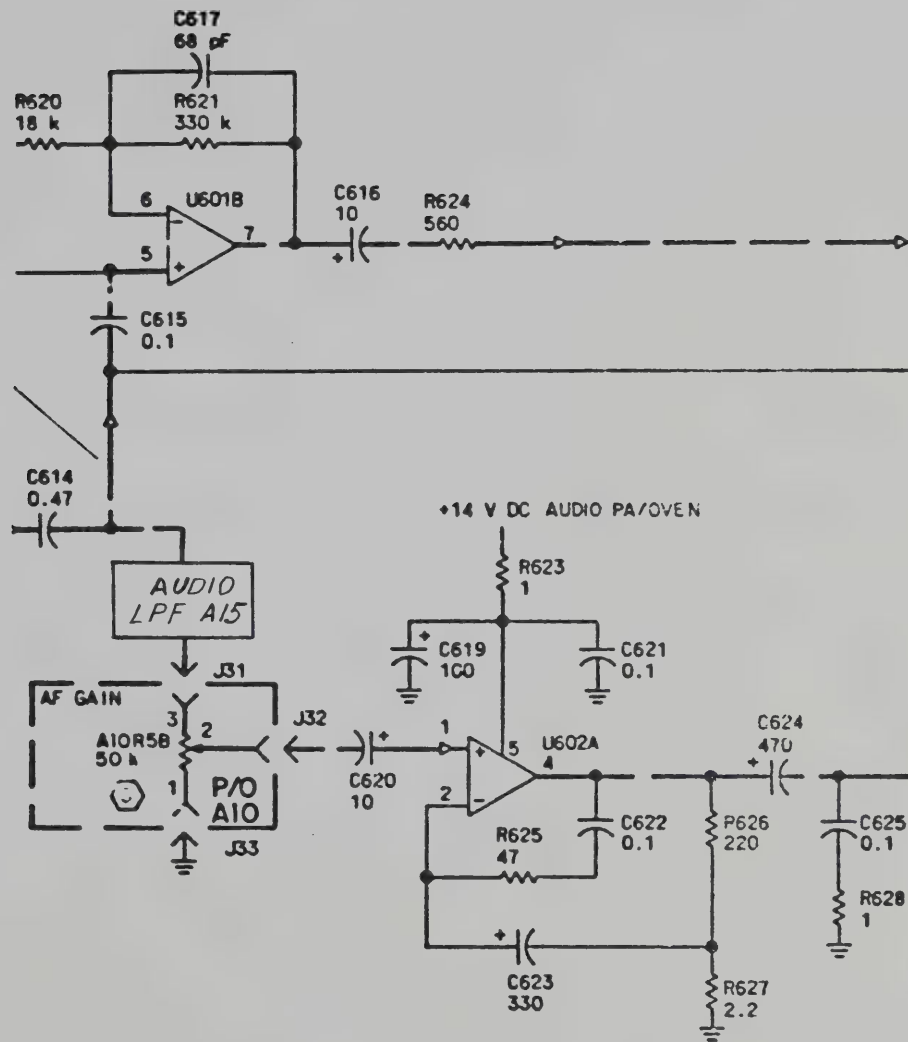 C617
68 pF
R620
18 k
R621
330 k
6
U601B
7
5
C616
10
+
R624
560
-
+
C615
0.1
C614
0.47
+14 V DC AUDIO PA/OVEN
R623
1
AUDIO
LPF A15
J31
+
C619
100
C621
0.1
AF GAIN
3
2
J32
A10R5B
50 k
1
P/O
A10
J33
+
C620
10
1
+
5
U602A
4
2
-
C624
+ 470
R625
47
C622
0.1
R626
220
C625
0.1
R628
1
+
C623
330
R627
2.2